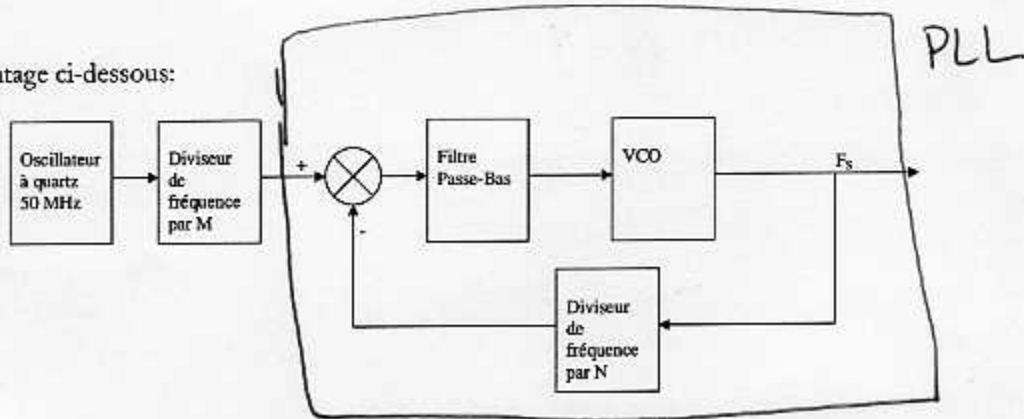 PLL
ntage ci-dessous:
Oscillateur
à quartz
50 MHz
Diviseur
de
fréquence
par M
+
-
Filtre
Passe-Bas
VCO
Fs
Diviseur
de
fréquence
par N